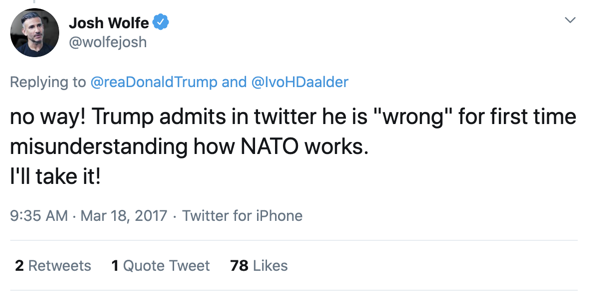 Josh Wolfe
@wolfejosh
Replying to @reaDonaldTrump and @IvoHDaalder
no way! Trump admits in twitter he is "wrong" for first time
misunderstanding how NATO works.
I'll take it!
9:35 AM · Mar 18, 2017 · Twitter for iPhone
2 Retweets 1 Quote Tweet 78 Likes